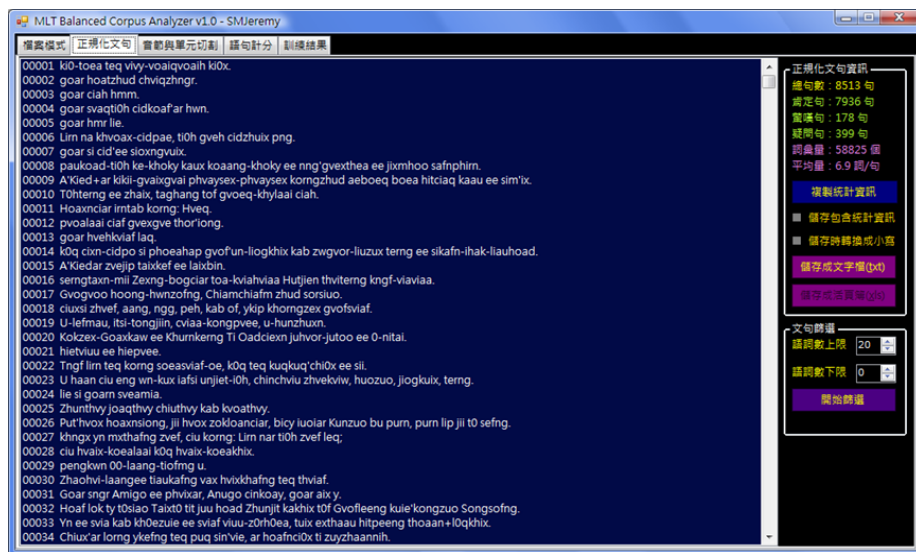 MLT Balanced Corpus Analyzer v1.0 - SMJeremy
檔案模式 正規化文句 音節與單元切割 語句計分 訓練結果
00001 ki0-toea teq vivy-voaiqvoaih ki0x.
00002 goar hoatzhud chviqzhngr.
00003 goar ciah hmm.
00004 goar svaqti0h cidkoaf'ar hwn.
00005 goar hmr lie.
00006 Lirn na khvoax-cidpae, ti0h gveh cidzhuix png.
00007 goar si cid'ee sioxngvuix.
00008 paukoad-ti0h ke-khoky kaux koaang-khoky ee nng'gvexthea ee jixmhoo safnphirn.
00009 A'Kied+ar kikii-gvaixgvai phvaysex-phvaysex korngzhud aeboeq boea hitciaq kaau ee sim'ix.
00010 T0hterng ee zhaix, taghang tof gvoeq-khylaai ciah.
00011 Hoaxnciar irntab korng: Hveq.
00012 pvoalaai ciaf gvexgve thor'iong.
00013 goar hvehkviaf laq.
00014 k0q cixn-cidpo si phoeahap gvof'un-liogkhix kab zwgvor-liuzux terng ee sikafn-ihak-liauhoad.
00015 A'Kiedar zvejip taixkef ee laixbin.
00016 serngtaxn-mii Zexng-bogciar toa-kviahviaa Hutjien thviterng kngf-viaviaa.
00017 Gvogvoo hoong-hwnzofng, Chiamchiafm zhud sorsiuo.
00018 ciuxsi zhvef, aang, ngg, peh, kab of, ykip khorngzex gvofsviaf.
00019 U-lefmau, itsi-tongjiin, cviaa-kongpvee, u-hunzhuxn.
00020 Kokzex-Goaxkaw ee Khurnkerng Ti Oadciexn juhvor-jutoo ee 0-nitai.
00021 hietviuu ee hiepvee.
00022 Tngf lirn teq korng soeasviaf-oe, k0q teq kuqkuq'chi0x ee sii.
00023 U haan ciu eng wn-kux iafsi unjiet-i0h, chinchviu zhvekviv, huozuo, jiogkuix, terng.
00024 lie si goarn sveamia.
00025 Zhunthvy joaqthvy chiuthvy kab kvoathvy.
00026 Put'hvox hoaxnsiong, jii hvox zokloanciar, bicy iuoiar Kunzuo bu purn, purn lip jii t0 sefng.
00027 khngx yn mxthafng zvef, ciu korng: Lirn nar ti0h zvef leq;
00028 ciu hvaix-koealaai k0q hvaix-koeakhix.
00029 pengkwn 00-laang-tiofmg u.
00030 Zhaohvi-laangee tiaukafng vax hvixkhafng teq thviaf.
00031 Goar sngr Amigo ee phvixar, Anugo cinkoay, goar aix y.
00032 Hoaf lok ty t0siao Taixt0 tit juu hoad Zhunjit kakhix t0f Gvofleeng kuie'kongzuo Songsofng.
00033 Yn ee svia kab kh0ezuie ee sviaf viuu-z0rh0ea, tuix exthaau hitpeeng thoaan+l0qkhix.
00034 Chiux'ar lorng ykefng teq puq sin'vie, ar hoafnci0x ti zuyzhaannih.
正規化文句資訊
總句數：8513 句
肯定句：7936 句
驚嘆句：178 句
疑問句：399 句
詞彙量：58825 個
平均量：6.9 詞/句
複製統計資訊
儲存包含統計資訊
儲存時轉換成小寫
儲存成文字檔(txt)
儲存成活頁簿(xls)
文句篩選
語詞數上限 20
語詞數下限 0
開始篩選